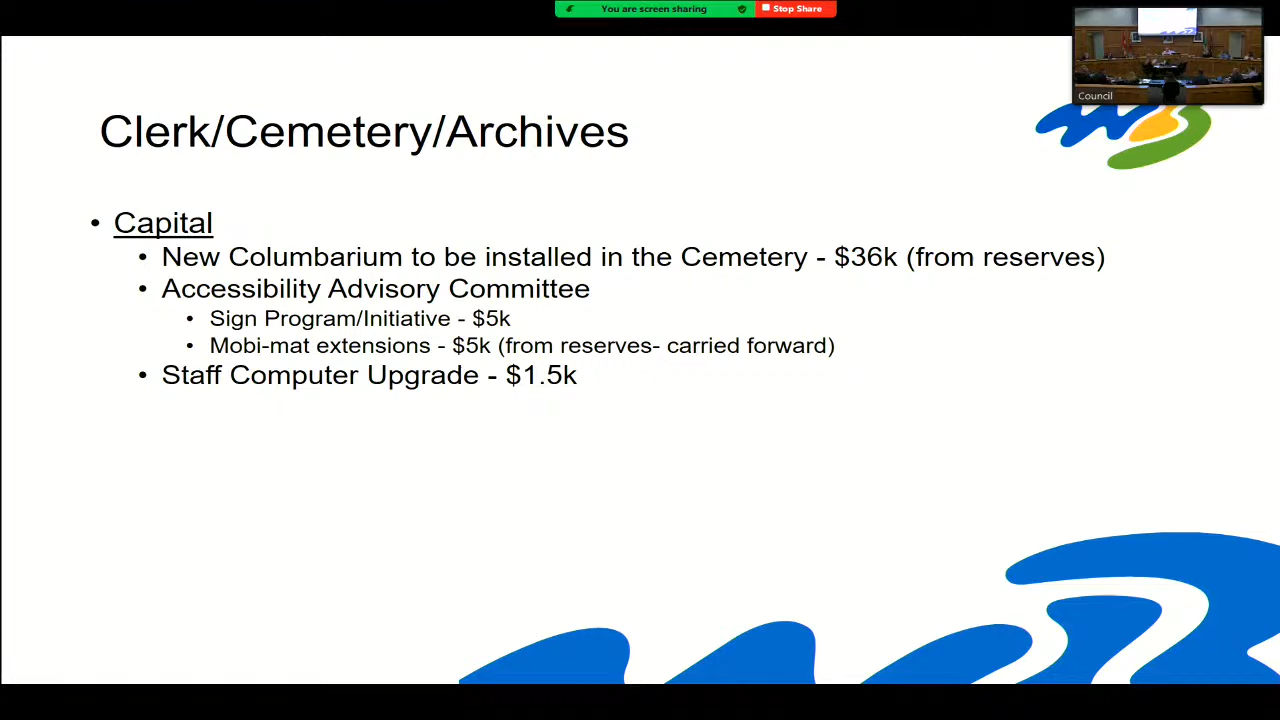 You are screen sharing
Stop Share
Council
Clerk/Cemetery/Archives
• Capital
• New Columbarium to be installed in the Cemetery - $36k (from reserves)
• Accessibility Advisory Committee
• Sign Program/Initiative - $5k
• Mobi-mat extensions - $5k (from reserves- carried forward)
• Staff Computer Upgrade - $1.5k